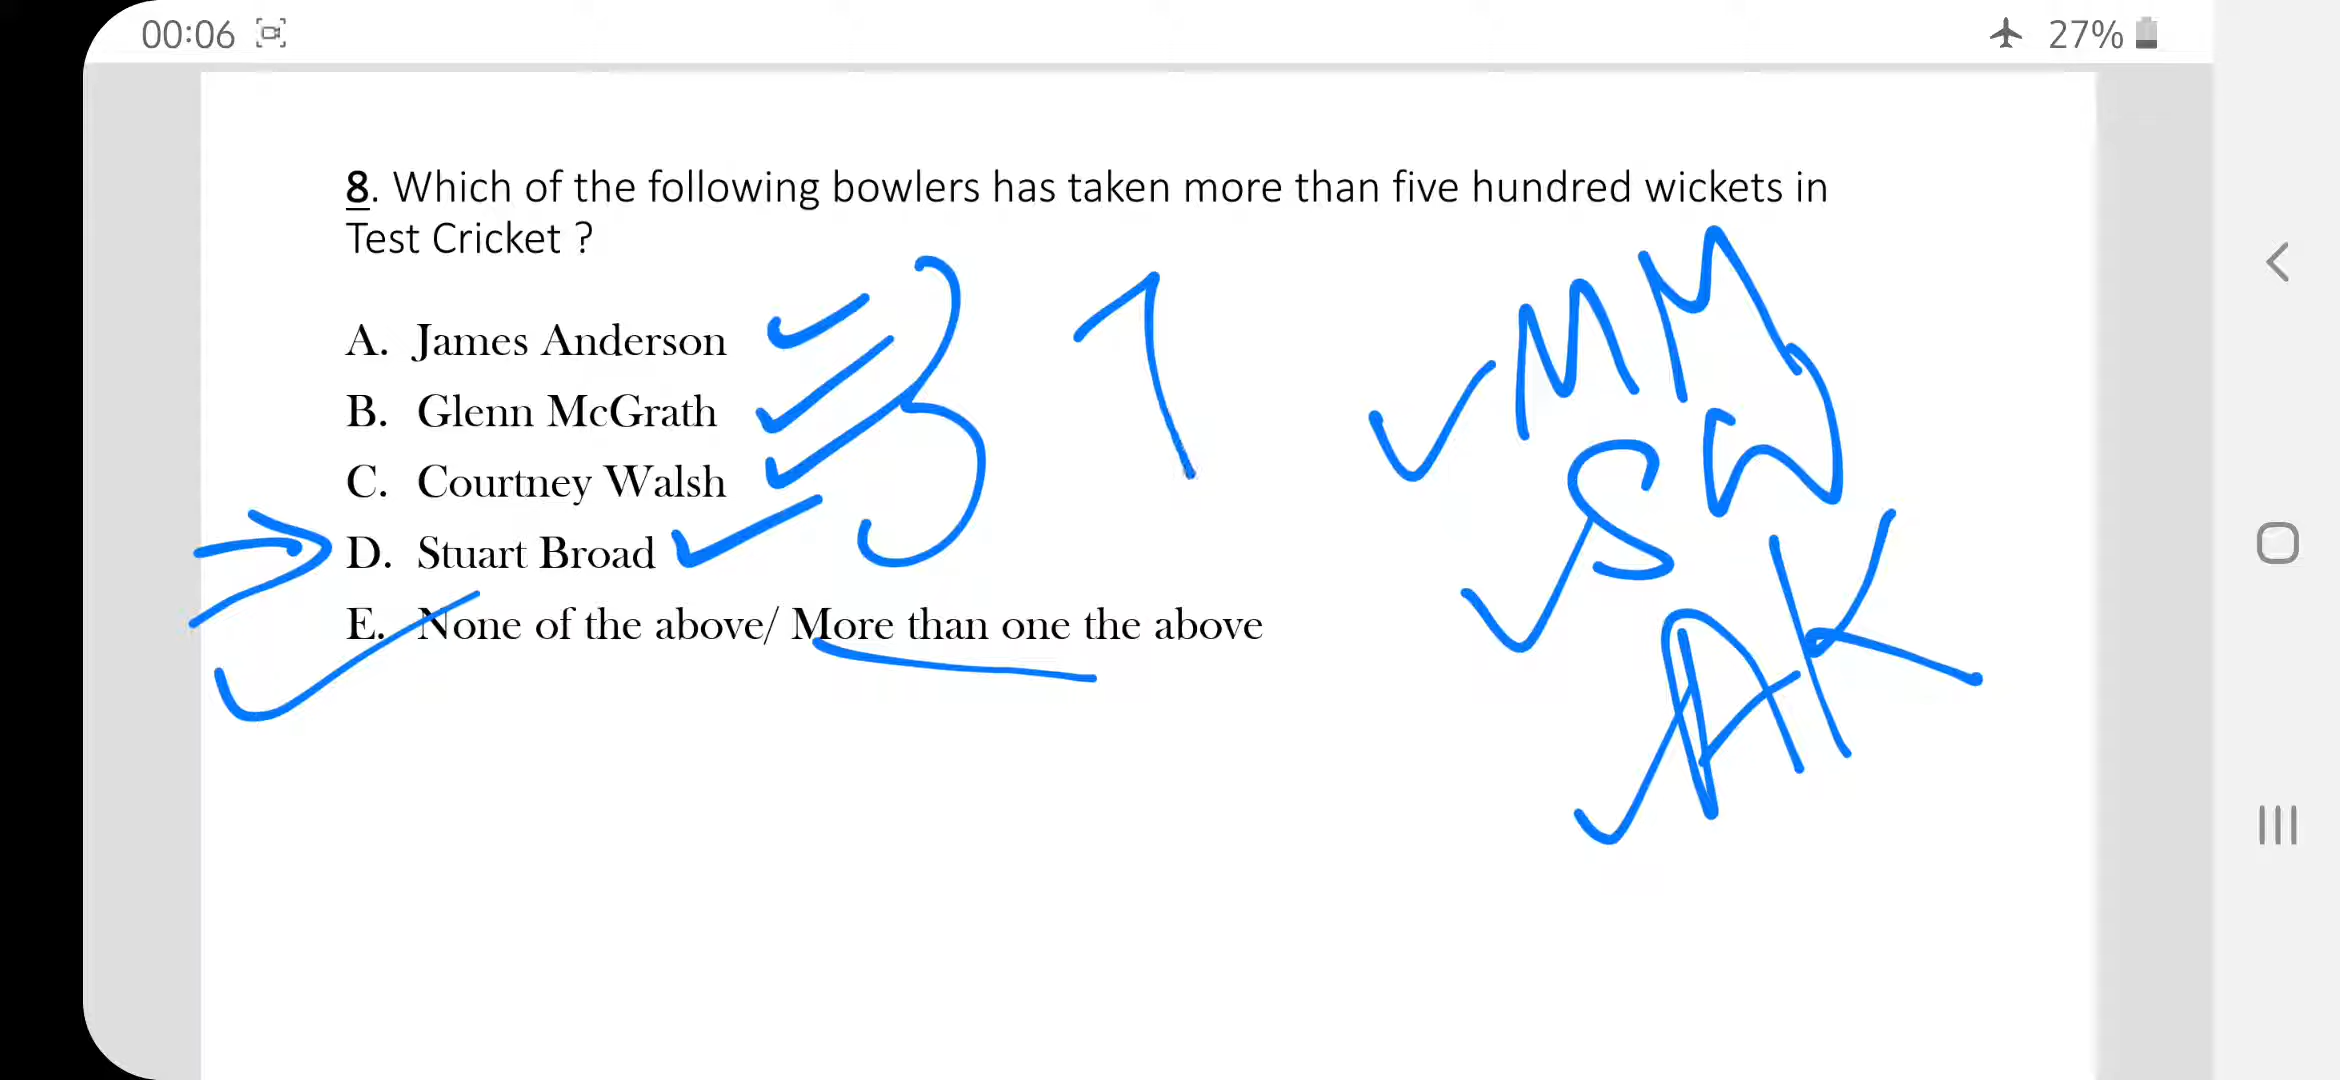 00:06 27%
8. Which of the following bowlers has taken more than five hundred wickets in
Test Cricket ?
A. James Anderson
B. Glenn McGrath
C. Courtney Walsh
D. Stuart Broad
E. None of the above/ More than one the above
MM
SW
AK